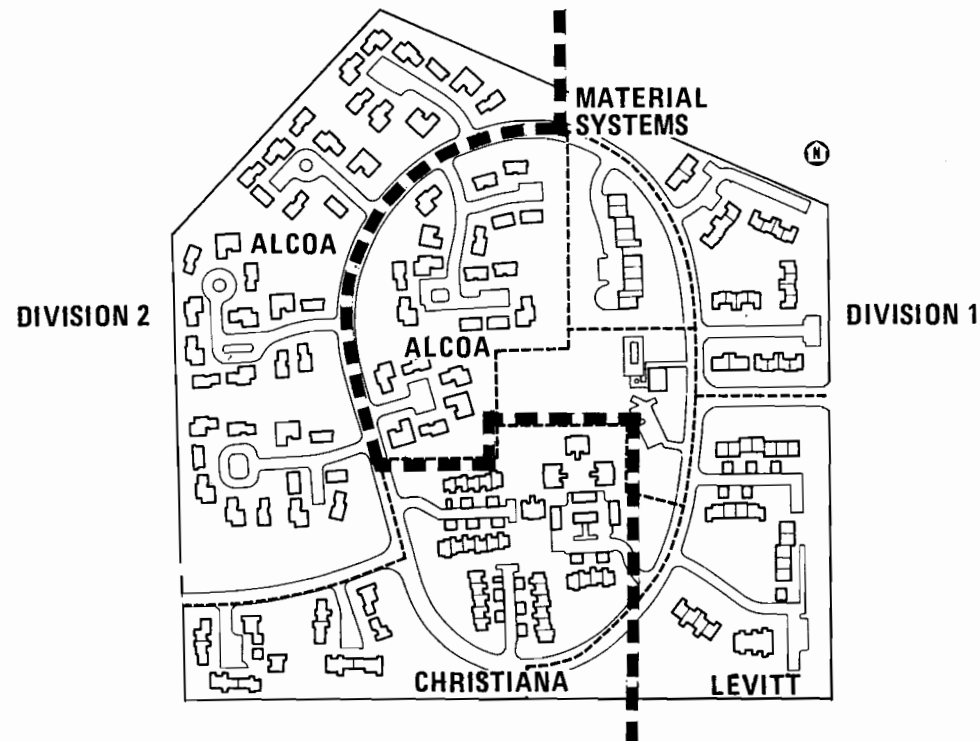 MATERIAL
SYSTEMS
N
ALCOA
DIVISION 2
DIVISION 1
ALCOA
CHRISTIANA
LEVITT